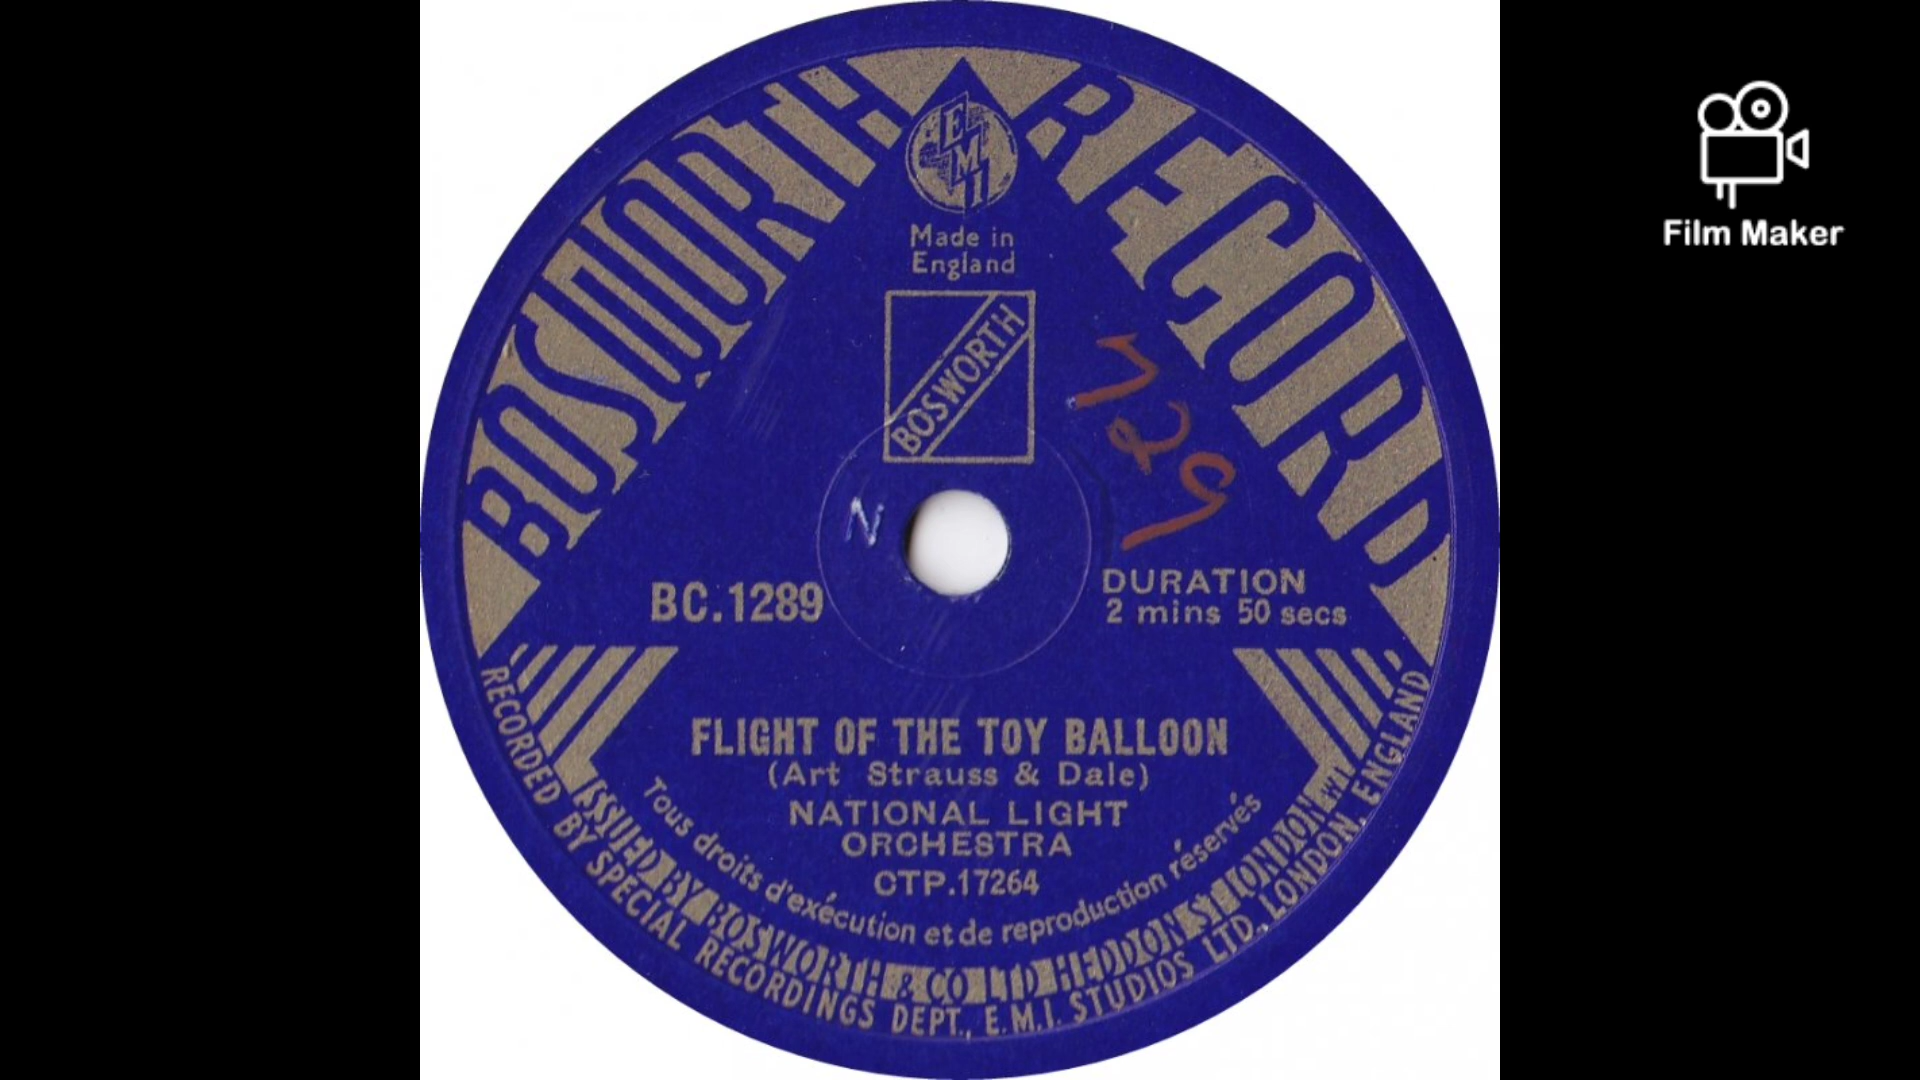 BOSWORTH RECORD
EMI
Made in
England
BOSWORTH
729
N
BC.1289
DURATION
2 mins 50 secs
FLIGHT OF THE TOY BALLOON
(Art Strauss & Dale)
NATIONAL LIGHT
ORCHESTRA
CTP.17264
Tous droits d'exécution et de reproduction réservés
ISSUED BY BOSWORTH & CO LTD HEDDON ST LONDON W1
RECORDED BY SPECIAL RECORDINGS DEPT., E.M.I. STUDIOS LTD., LONDON, ENGLAND
Film Maker